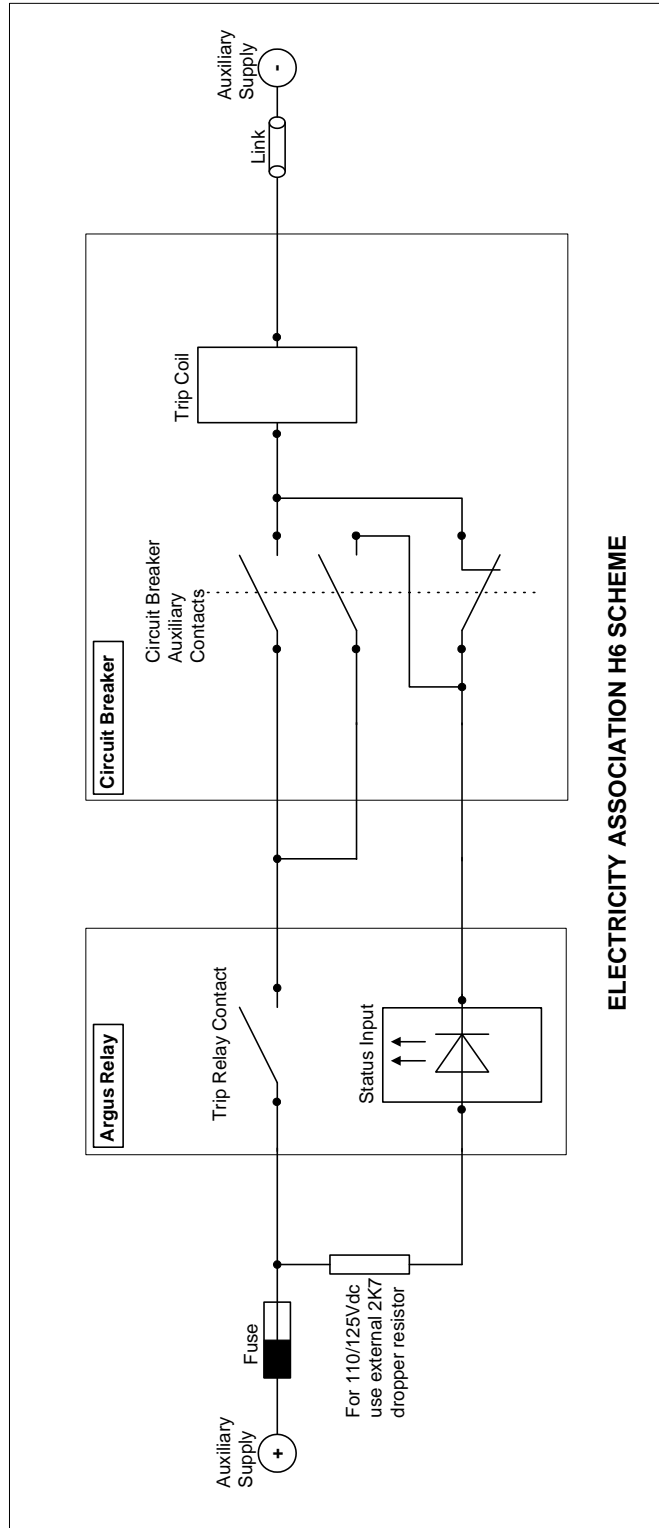 Auxiliary
Supply
+
Fuse
For 110/125Vdc
use external 2K7
dropper resistor
Argus Relay
Trip Relay Contact
Status Input
Circuit Breaker
Circuit Breaker
Auxiliary
Contacts
Trip Coil
Link
Auxiliary
Supply
-
ELECTRICITY ASSOCIATION H6 SCHEME